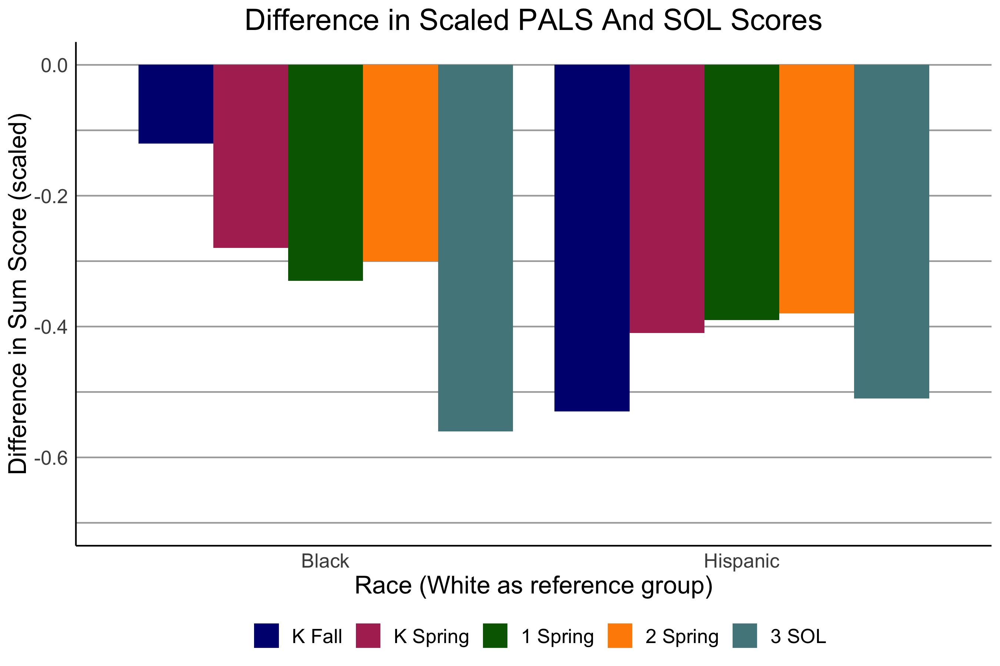 Difference in Scaled PALS And SOL Scores
Difference in Sum Score (scaled)
0.0
-0.2
-0.4
-0.6
Black Hispanic
Race (White as reference group)
K Fall K Spring 1 Spring 2 Spring 3 SOL